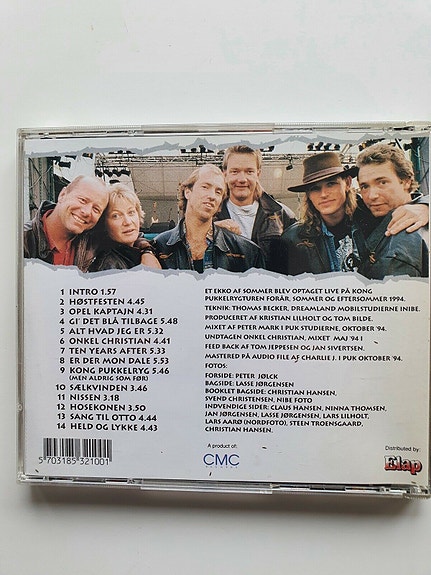 1 INTRO 1.57
2 HØSTFESTEN 4.45
3 OPEL KAPTAJN 4.31
4 GI' DET BLÅ TILBAGE 5.48
5 ALT HVAD JEG ER 5.32
6 ONKEL CHRISTIAN 4.41
7 TEN YEARS AFTER 5.33
8 ER DER MON DALE 5.53
9 KONG PUKKELRYG 5.46
(MEN ALDRIG SOM FØR)
10 SÆLKVINDEN 3.46
11 NISSEN 3.18
12 HOSEKONEN 3.50
13 SANG TIL OTTO 4.44
14 HELD OG LYKKE 4.43
ET EKKO AF SOMMER BLEV OPTAGET LIVE PÅ KONG
PUKKELRYGTUREN FORÅR, SOMMER OG EFTERSOMMER 1994.
TEKNIK: THOMAS BECKER, DREAMLAND MOBILSTUDIERNE INIBE.
PRODUCERET AF KRISTIAN LILHOLT OG TOM BILDE.
MIXET AF PETER MARK I PUK STUDIERNE, OKTOBER '94.
UNDTAGEN ONKEL CHRISTIAN, MIXET MAJ '94 I
FEED BACK AF TOM JEPPESEN OG JAN SIVERTSEN.
MASTERED PÅ AUDIO FILE AF CHARLIE J. I PUK OKTOBER '94.
FOTOS:
FORSIDE: PETER JØLCK
BAGSIDE: LASSE JØRGENSEN
BOOKLET BAGSIDE: CHRISTIAN HANSEN,
SVEND CHRISTENSEN, NIBE FOTO
INDVENDIGE SIDER: CLAUS HANSEN, NINNA THOMSEN,
JAN JØRGENSEN, LASSE JØRGENSEN, LARS LILHOLT,
LARS AARØ (NORDFOTO), STEEN TROENSGAARD,
CHRISTIAN HANSEN.
5 703185 321001
A product of:
CMC
Distributed by:
Elap